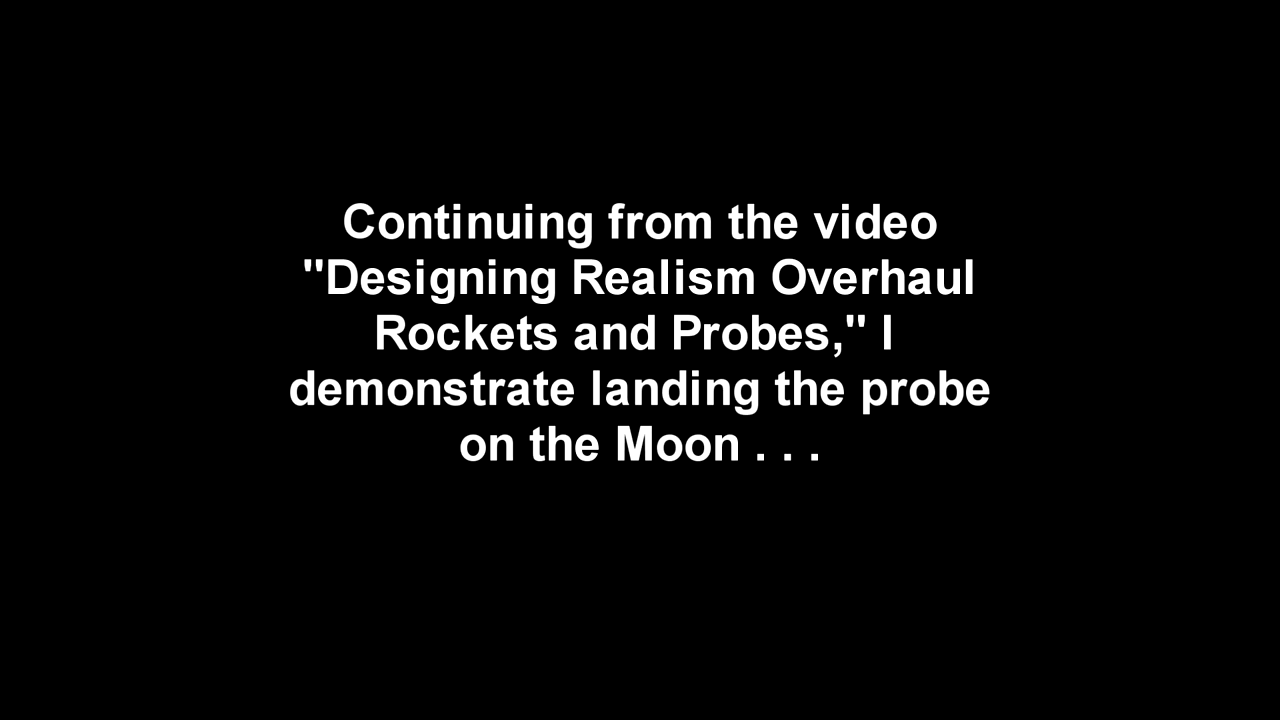 Continuing from the video
"Designing Realism Overhaul
Rockets and Probes," I
demonstrate landing the probe
on the Moon . . .